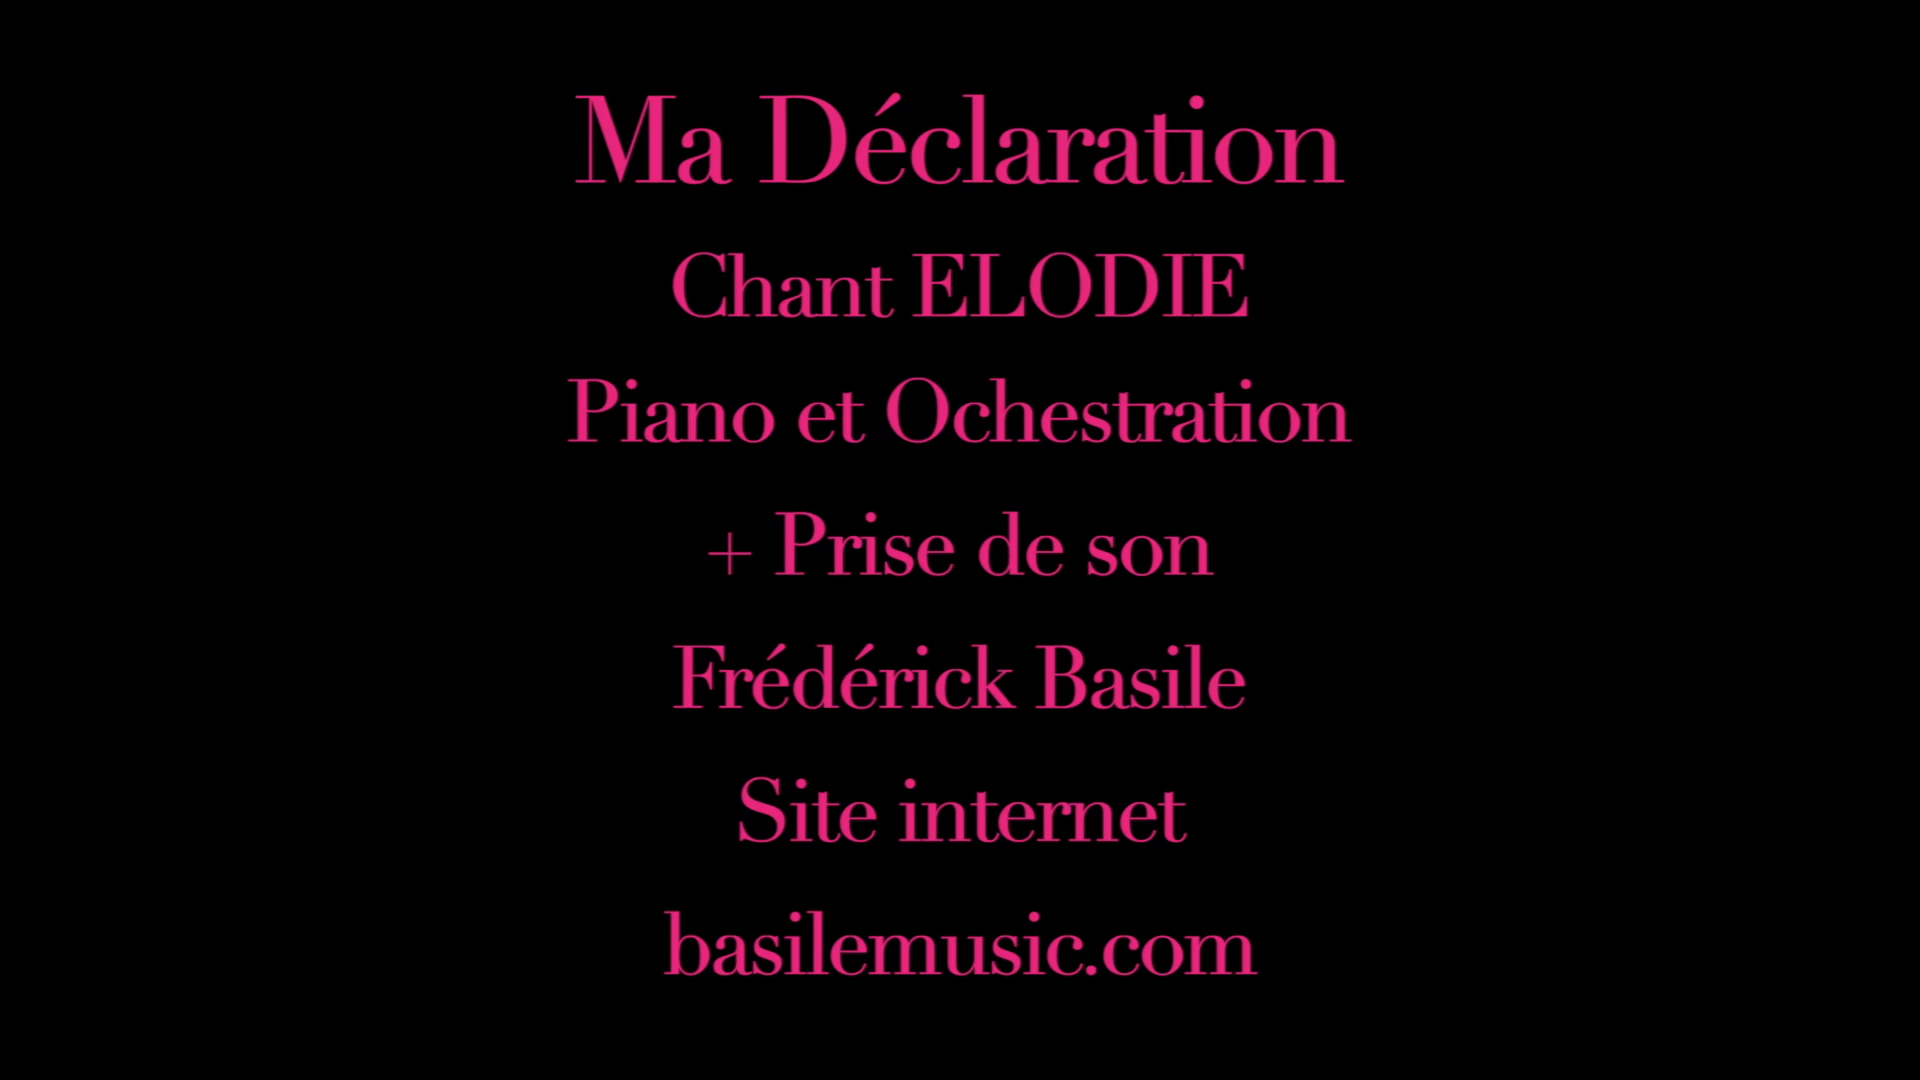 Ma Déclaration
Chant ELODIE
Piano et Ochestration
+ Prise de son
Frédérick Basile
Site internet
basilemusic.com